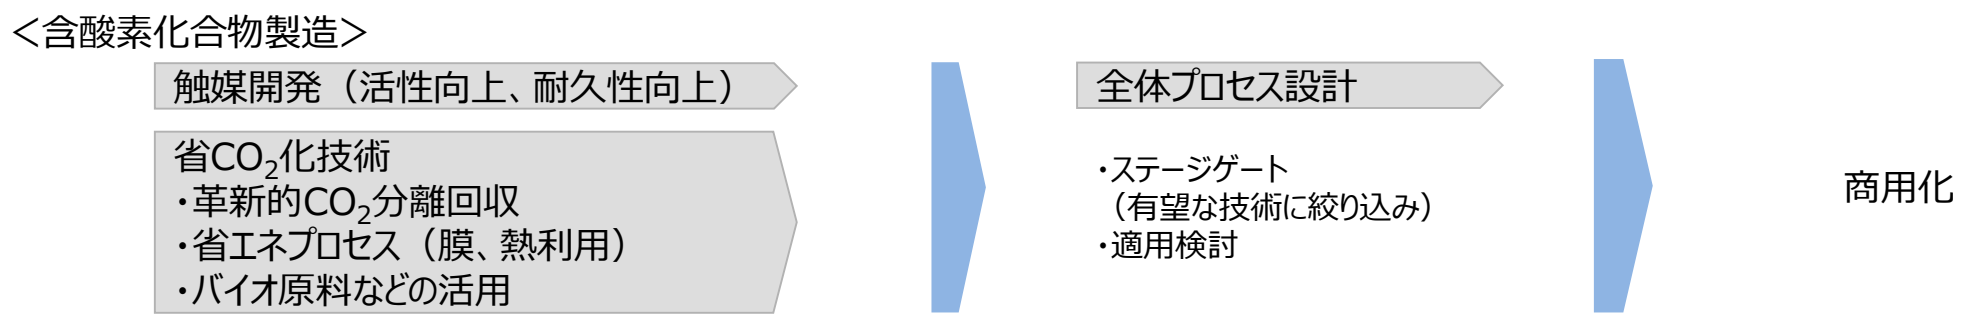 ＜含酸素化合物製造＞
触媒開発（活性向上、耐久性向上）
省CO₂化技術
・革新的CO₂分離回収
・省エネプロセス（膜、熱利用）
・バイオ原料などの活用
全体プロセス設計
・ステージゲート
（有望な技術に絞り込み）
・適用検討
商用化